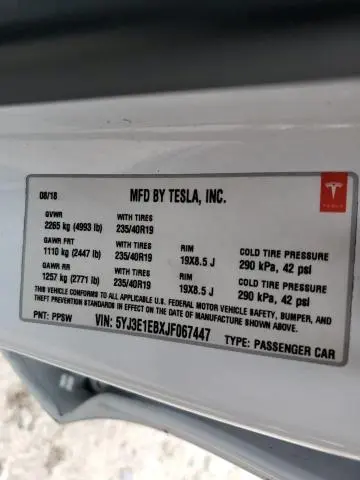 08/18 MFD BY TESLA, INC. TESLA
GVWR WITH TIRES
2265 kg (4993 lb) 235/40R19
GAWR FRT WITH TIRES RIM COLD TIRE PRESSURE
1110 kg (2447 lb) 235/40R19 19X8.5 J 290 kPa, 42 psi
GAWR RR WITH TIRES RIM COLD TIRE PRESSURE
1257 kg (2771 lb) 235/40R19 19X8.5 J 290 kPa, 42 psi
THIS VEHICLE CONFORMS TO ALL APPLICABLE U.S. FEDERAL MOTOR VEHICLE SAFETY, BUMPER, AND
THEFT PREVENTION STANDARDS IN EFFECT ON THE DATE OF MANUFACTURE SHOWN ABOVE.
PNT: PPSW VIN: 5YJ3E1EBXJF067447 TYPE: PASSENGER CAR